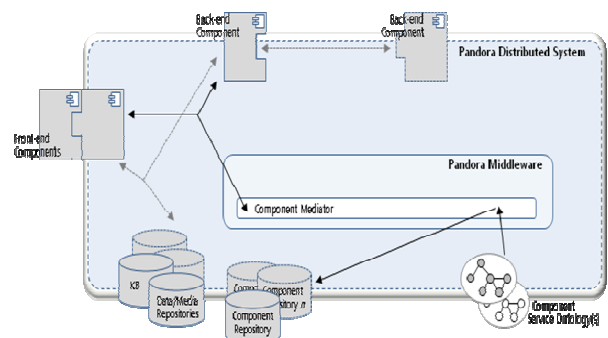 Back-end
Component
Back-end
Component
Pandora Distributed System
Front-end
Components
Pandora Middleware
Component Mediator
KB
Data/Media
Repositories
Component
Component
Repository
Component
Service Ontology(s)